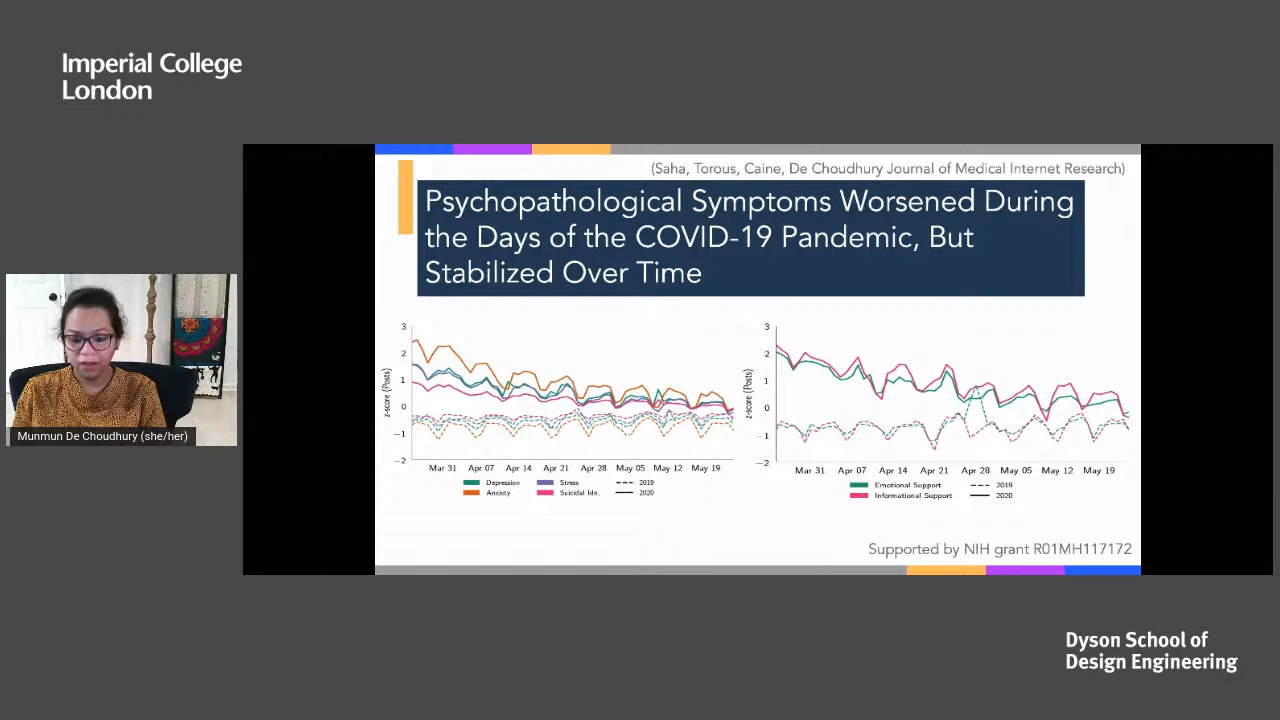 Imperial College
London
(Saha, Torous, Caine, De Choudhury Journal of Medical Internet Research)
Psychopathological Symptoms Worsened During
the Days of the COVID-19 Pandemic, But
Stabilized Over Time
z-score (Posts)
3
2
1
0
−1
−2
Mar 31 Apr 07 Apr 14 Apr 21 Apr 28 May 05 May 12 May 19
Depression Stress 2019
Anxiety Suicidal Idn. 2020
z-score (Posts)
3
2
1
0
−1
−2
Mar 31 Apr 07 Apr 14 Apr 21 Apr 28 May 05 May 12 May 19
Emotional Support 2019
Informational Support 2020
Munmun De Choudhury (she/her)
Supported by NIH grant R01MH117172
Dyson School of
Design Engineering